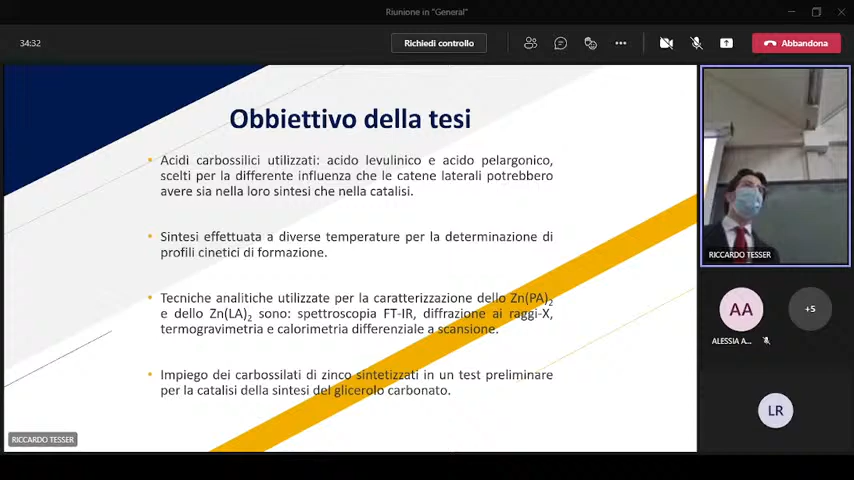 Riunione in "General"
34:32
Richiedi controllo
Abbandona
Obbiettivo della tesi
• Acidi carbossilici utilizzati: acido levulinico e acido pelargonico,
scelti per la differente influenza che le catene laterali potrebbero
avere sia nella loro sintesi che nella catalisi.
• Sintesi effettuata a diverse temperature per la determinazione di
profili cinetici di formazione.
• Tecniche analitiche utilizzate per la caratterizzazione dello Zn(PA)₂
e dello Zn(LA)₂ sono: spettroscopia FT-IR, diffrazione ai raggi-X,
termogravimetria e calorimetria differenziale a scansione.
• Impiego dei carbossilati di zinco sintetizzati in un test preliminare
per la catalisi della sintesi del glicerolo carbonato.
RICCARDO TESSER
RICCARDO TESSER
AA
+5
ALESSIA A...
LR